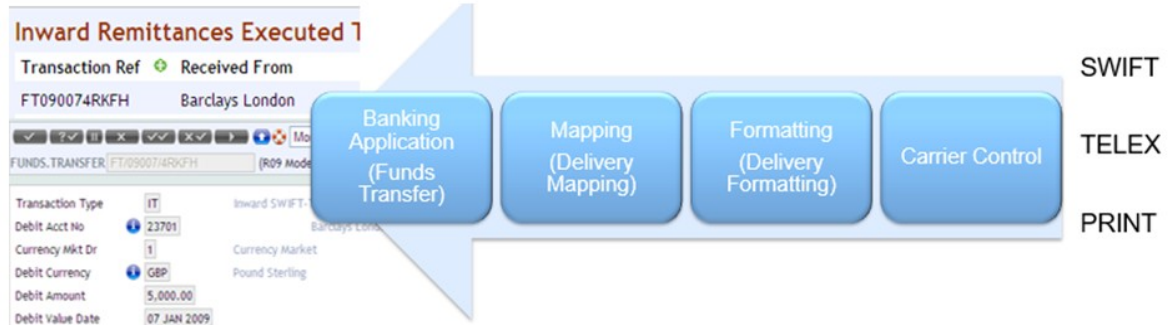 Inward Remittances Executed T
Transaction Ref Received From
FT090074RKFH Barclays London
Mo
FUNDS.TRANSFER FT/09007/4RKFH (R09 Mode
Transaction Type IT Inward SWIFT-
Debit Acct No 23701 Barclays Lond
Currency Mkt Dr 1 Currency Market
Debit Currency GBP Pound Sterling
Debit Amount 5,000.00
Debit Value Date 07 JAN 2009
Banking
Application
(Funds
Transfer)
Mapping
(Delivery
Mapping)
Formatting
(Delivery
Formatting)
Carrier Control
SWIFT
TELEX
PRINT